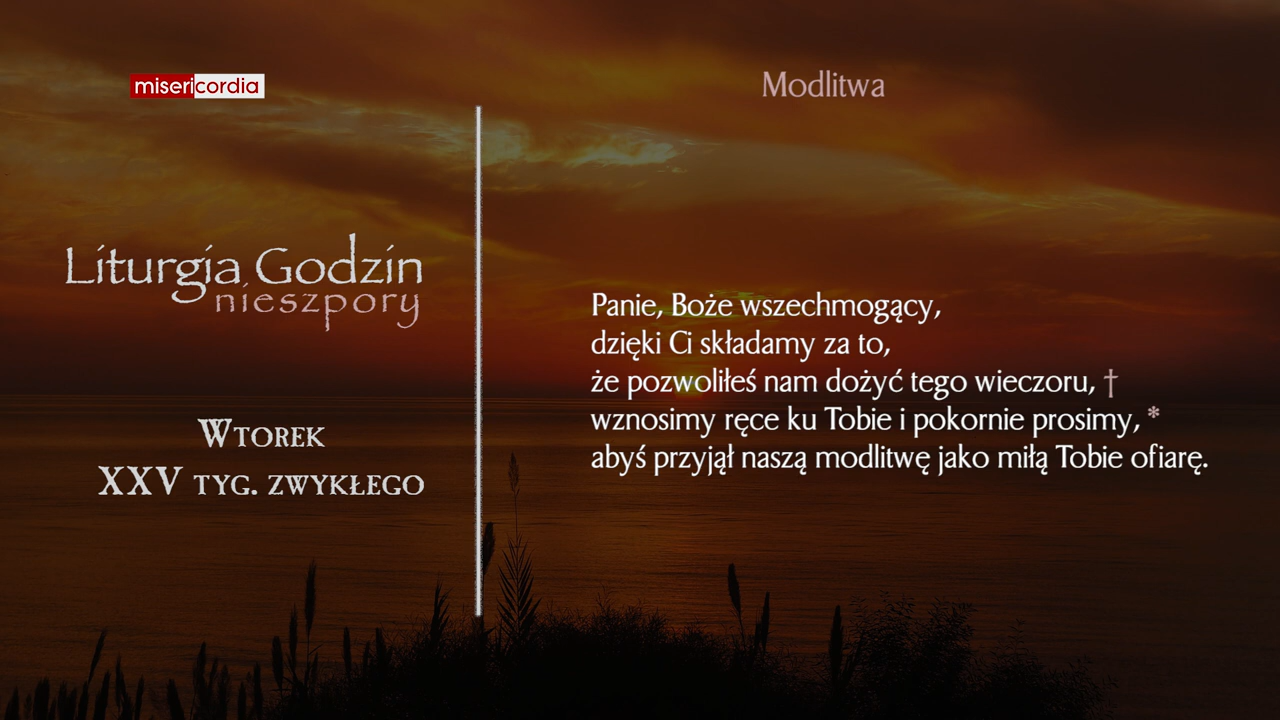 misericordia
Modlitwa
Liturgia Godzin
nieszpory
Wtorek
XXV tyg. zwykłego
Panie, Boże wszechmogący,
dzięki Ci składamy za to,
że pozwoliłeś nam dożyć tego wieczoru, †
wznosimy ręce ku Tobie i pokornie prosimy, *
abyś przyjął naszą modlitwę jako miłą Tobie ofiarę.